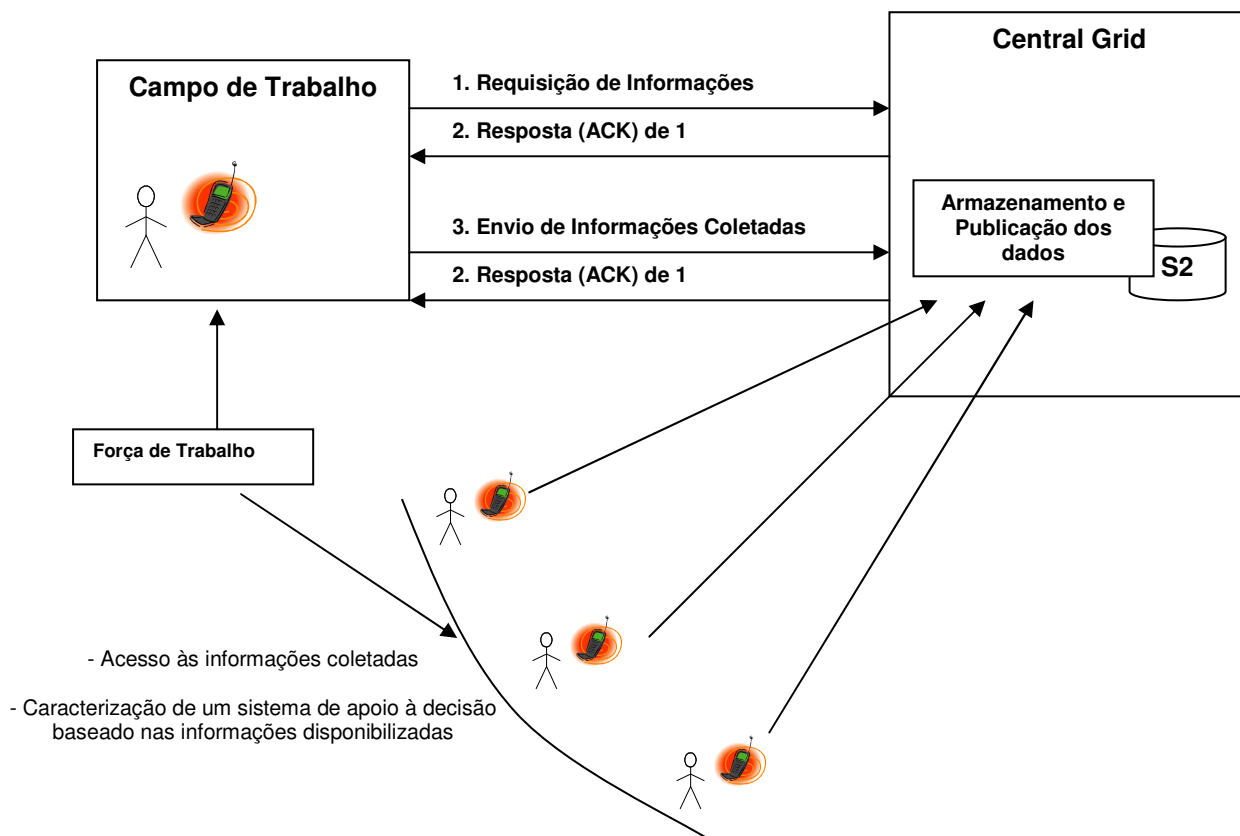 Central Grid
Campo de Trabalho
1. Requisição de Informações
2. Resposta (ACK) de 1
3. Envio de Informações Coletadas
2. Resposta (ACK) de 1
Armazenamento e
Publicação dos
dados
S2
Força de Trabalho
- Acesso às informações coletadas
- Caracterização de um sistema de apoio à decisão
baseado nas informações disponibilizadas